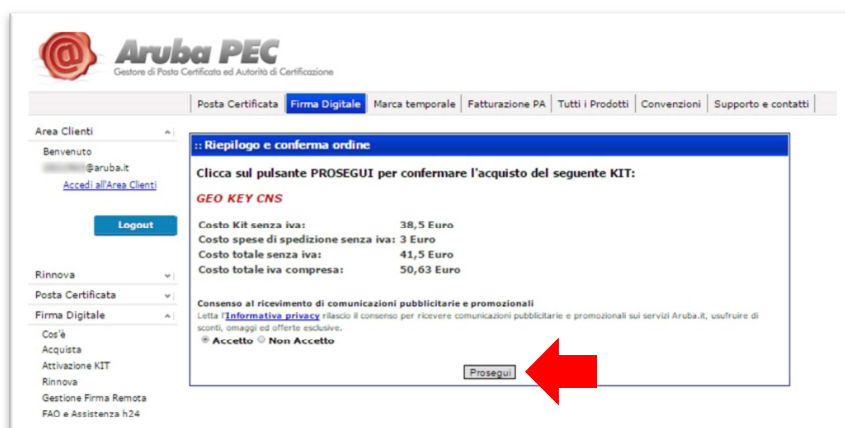 Aruba PEC
Gestore di Posta Certificata ed Autorità di Certificazione
Posta Certificata Firma Digitale Marca temporale Fatturazione PA Tutti i Prodotti Convenzioni Supporto e contatti
Area Clienti
Benvenuto
@aruba.it
Accedi all'Area Clienti
Logout
Rinnova
Posta Certificata
Firma Digitale
Cos'è
Acquista
Attivazione KIT
Rinnova
Gestione Firma Remota
FAQ e Assistenza h24
:: Riepilogo e conferma ordine
Clicca sul pulsante PROSEGUI per confermare l'acquisto del seguente KIT:
GEO KEY CNS
Costo Kit senza iva: 38,5 Euro
Costo spese di spedizione senza iva: 3 Euro
Costo totale senza iva: 41,5 Euro
Costo totale iva compresa: 50,63 Euro
Consenso al ricevimento di comunicazioni pubblicitarie e promozionali
Letta l'Informativa privacy rilascio il consenso per ricevere comunicazioni pubblicitarie e promozionali sui servizi Aruba.it, usufruire di
sconti, omaggi ed offerte esclusive.
Accetto Non Accetto
Prosegui